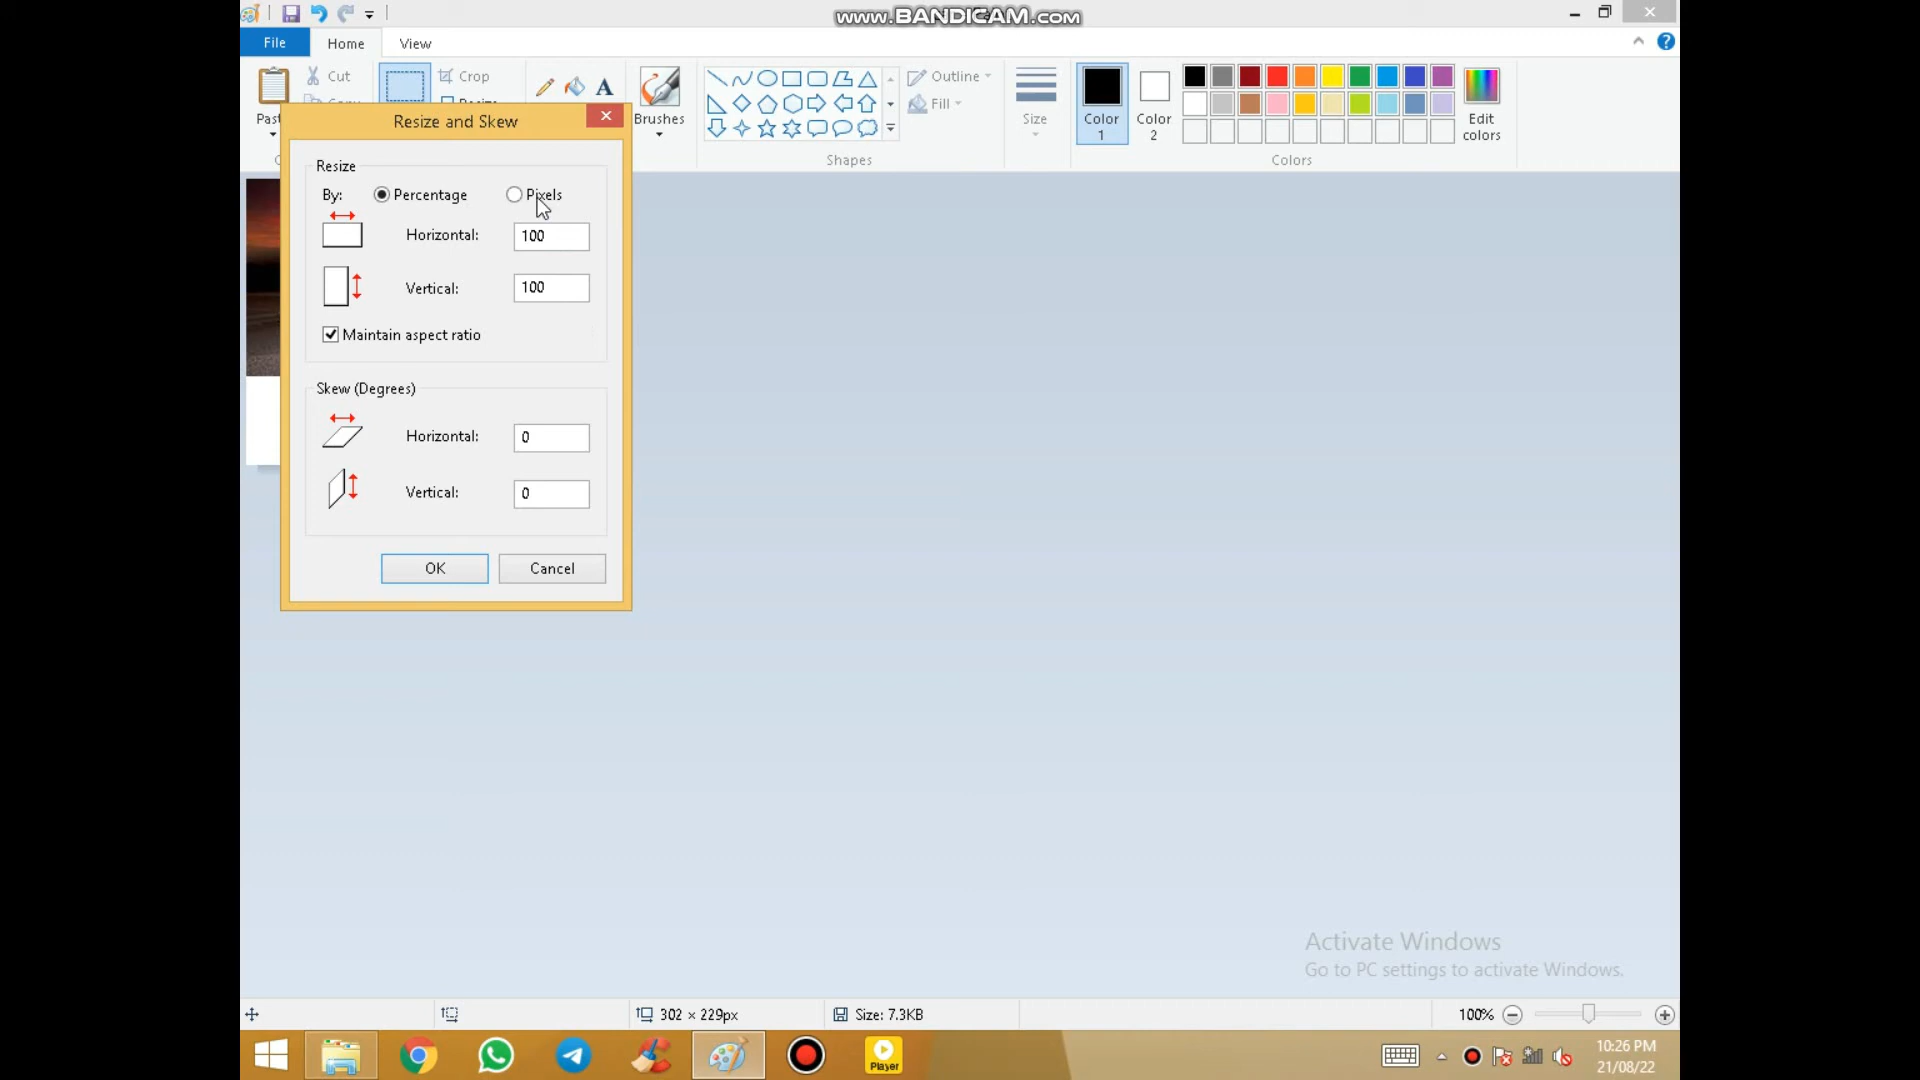 www.BANDICAM.com
File
Home
View
Cut
Crop
Brushes
Outline
Fill
Size
Color 1
Color 2
Edit colors
Shapes
Colors
Resize and Skew
Resize
By:
Percentage
Pixels
Horizontal:
100
Vertical:
100
Maintain aspect ratio
Skew (Degrees)
Horizontal:
0
Vertical:
0
OK
Cancel
Activate Windows
Go to PC settings to activate Windows.
302 × 229px
Size: 7.3KB
100%
Player
10:26 PM
21/08/22